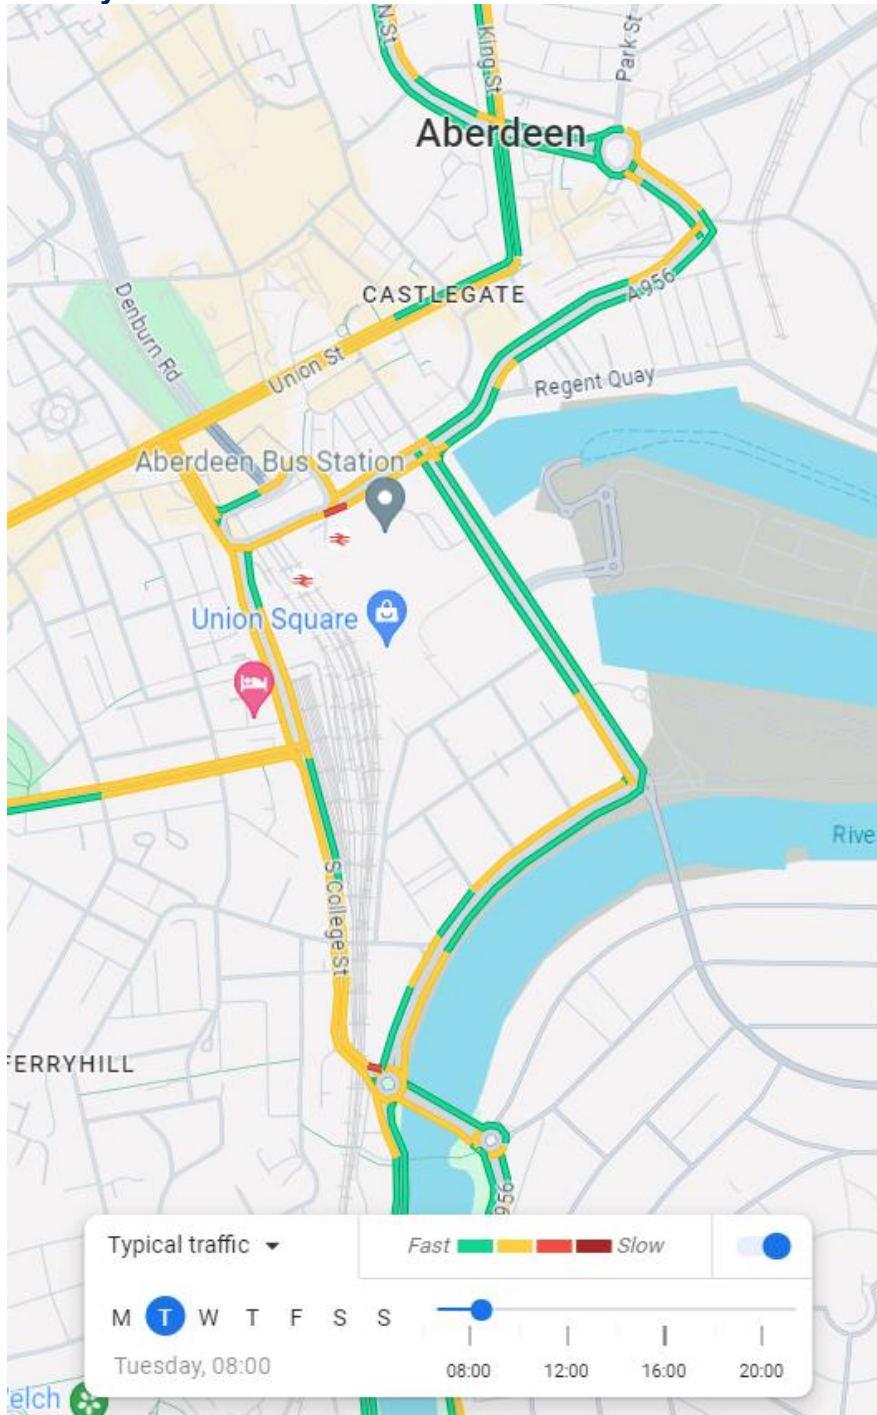 N St
King St
Park St
Aberdeen
CASTLEGATE
A956
Denburn Rd
Union St
Regent Quay
Aberdeen Bus Station
Union Square
Rive
S College St
FERRYHILL
956
Typical traffic
Fast
Slow
M T W T F S S
Tuesday, 08:00
08:00 12:00 16:00 20:00
elch